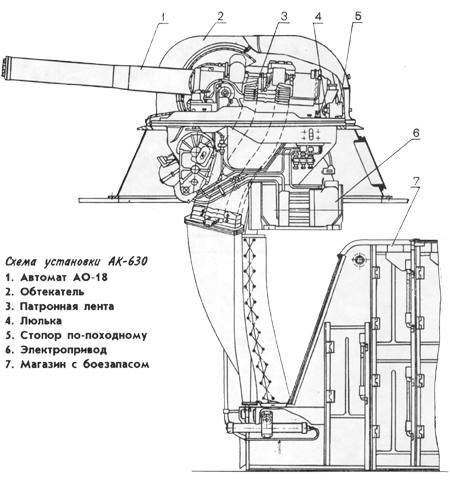 1 2 3 4 5
6
7
Схема установки АК-630
1. Автомат АО-18
2. Обтекатель
3. Патронная лента
4. Люлька
5. Стопор по-походному
6. Электропривод
7. Магазин с боезапасом